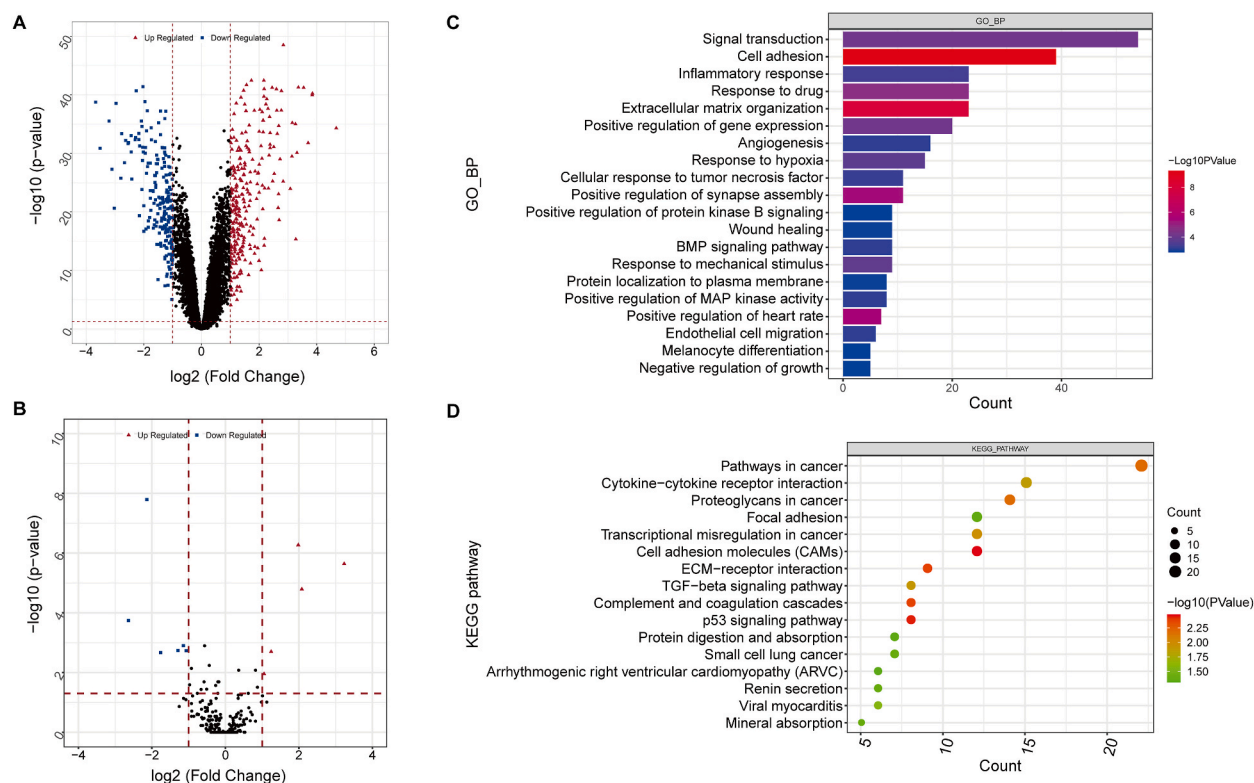 A
Up Regulated Down Regulated
50
40
30
20
10
0
−log10 (p−value)
−4 −2 0 2 4 6
log2 (Fold Change)
B
Up Regulated Down Regulated
10
8
6
4
2
0
−log10 (p−value)
−4 −2 0 2 4
log2 (Fold Change)
C
GO_BP
GO_BP
Signal transduction
Cell adhesion
Inflammatory response
Response to drug
Extracellular matrix organization
Positive regulation of gene expression
Angiogenesis
Response to hypoxia
Cellular response to tumor necrosis factor
Positive regulation of synapse assembly
Positive regulation of protein kinase B signaling
Wound healing
BMP signaling pathway
Response to mechanical stimulus
Protein localization to plasma membrane
Positive regulation of MAP kinase activity
Positive regulation of heart rate
Endothelial cell migration
Melanocyte differentiation
Negative regulation of growth
0 20 40
Count
−Log10PValue
8
6
4
D
KEGG_PATHWAY
KEGG pathway
Pathways in cancer
Cytokine−cytokine receptor interaction
Proteoglycans in cancer
Focal adhesion
Transcriptional misregulation in cancer
Cell adhesion molecules (CAMs)
ECM−receptor interaction
TGF−beta signaling pathway
Complement and coagulation cascades
p53 signaling pathway
Protein digestion and absorption
Small cell lung cancer
Arrhythmogenic right ventricular cardiomyopathy (ARVC)
Renin secretion
Viral myocarditis
Mineral absorption
5 10 15 20
Count
Count
5
10
15
20
−log10(PValue)
2.25
2.00
1.75
1.50